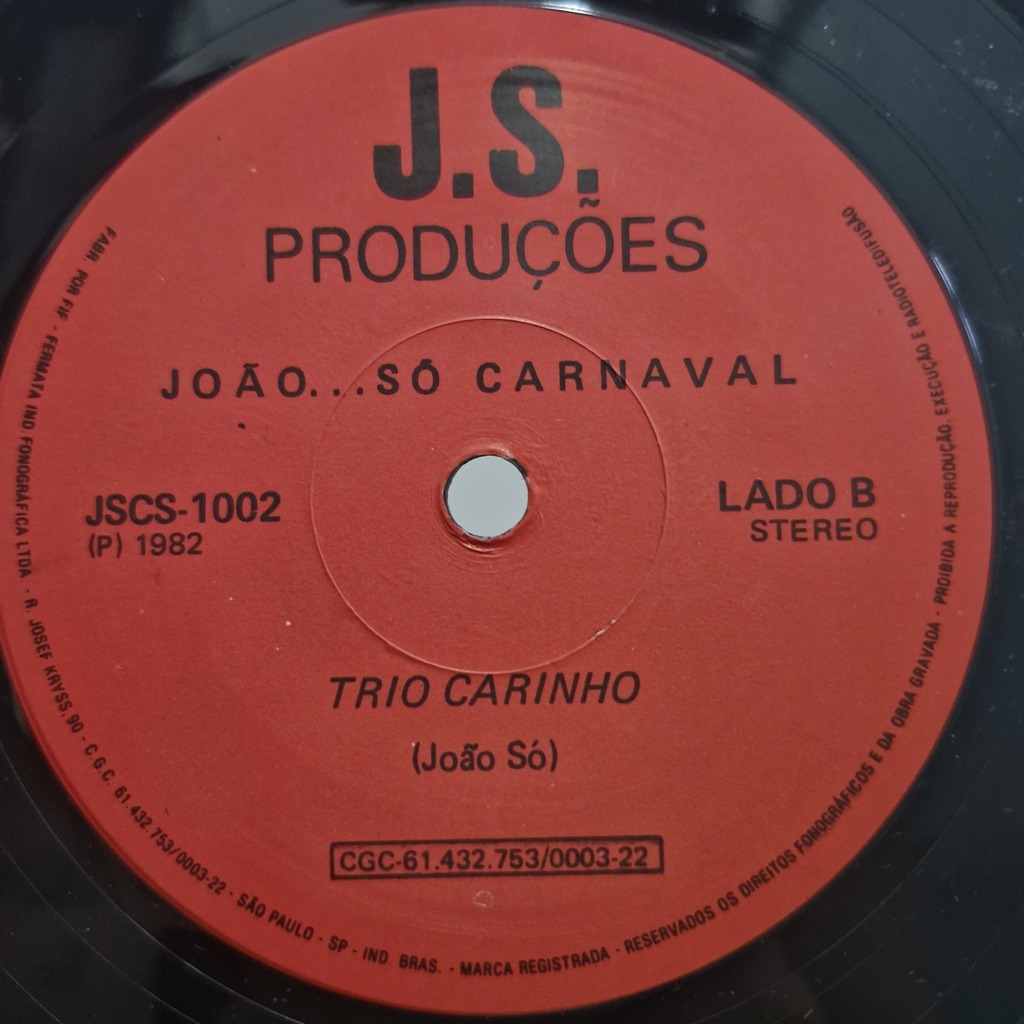 J.S.
PRODUÇÕES
JOÃO...SÓ CARNAVAL
JSCS-1002
(P) 1982
LADO B
STEREO
TRIO CARINHO
(João Só)
CGC-61.432.753/0003-22
FABR POR FIF - FERMATA IND FONOGRÁFICA LTDA. - R. JOSEF KRYSS, 90 - C.G.C. 61.432.753/0003-22 - SÃO PAULO - SP - IND. BRAS. - MARCA REGISTRADA - RESERVADOS OS DIREITOS FONOGRÁFICOS E DA OBRA GRAVADA - PROIBIDA A REPRODUÇÃO. EXECUÇÃO E RADIOTELEDIFUSÃO